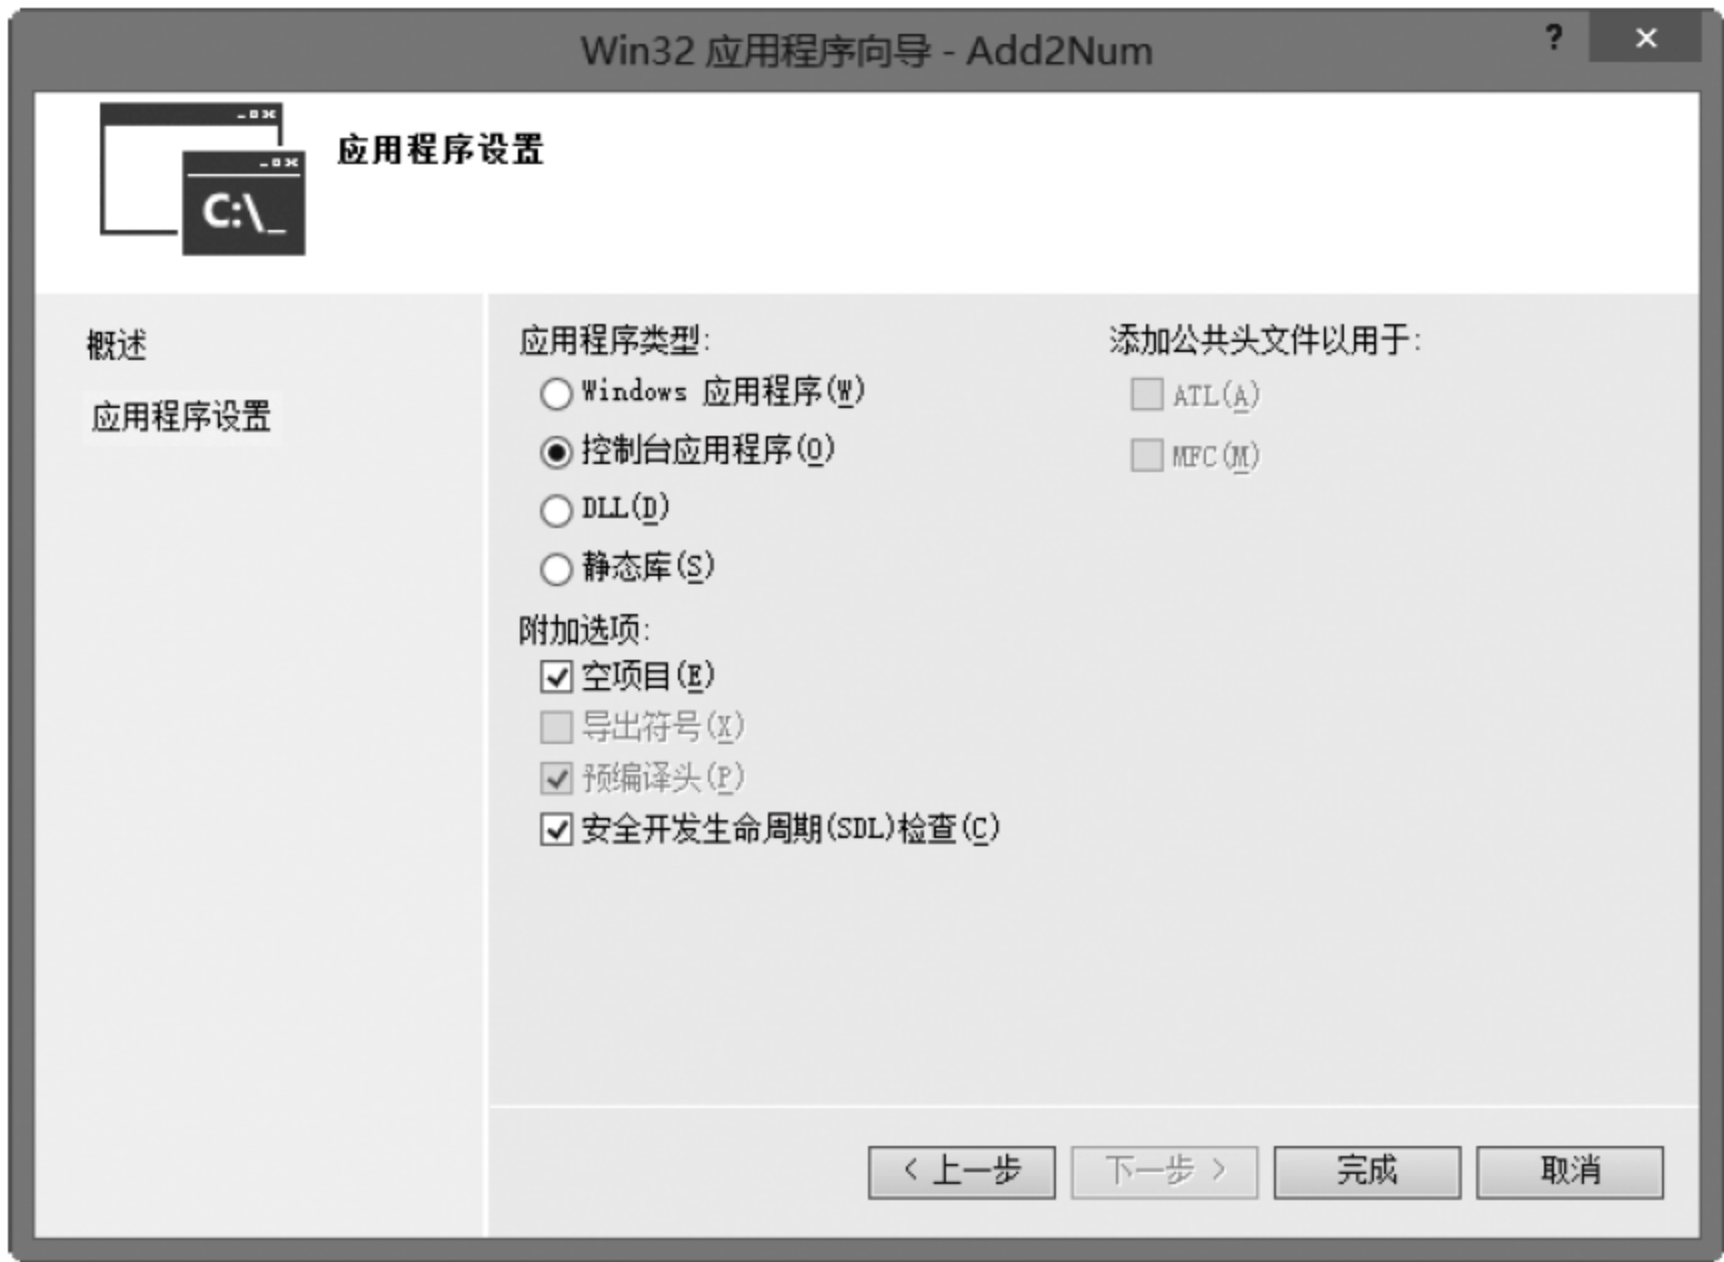 Win32 应用程序向导 - Add2Num
?
C:\_
应用程序设置
概述
应用程序设置
应用程序类型:
Windows 应用程序(W)
控制台应用程序(O)
DLL(D)
静态库(S)
附加选项:
空项目(E)
导出符号(X)
预编译头(P)
安全开发生命周期(SDL)检查(C)
添加公共头文件以用于:
ATL(A)
MFC(M)
< 上一步
下一步 >
完成
取消